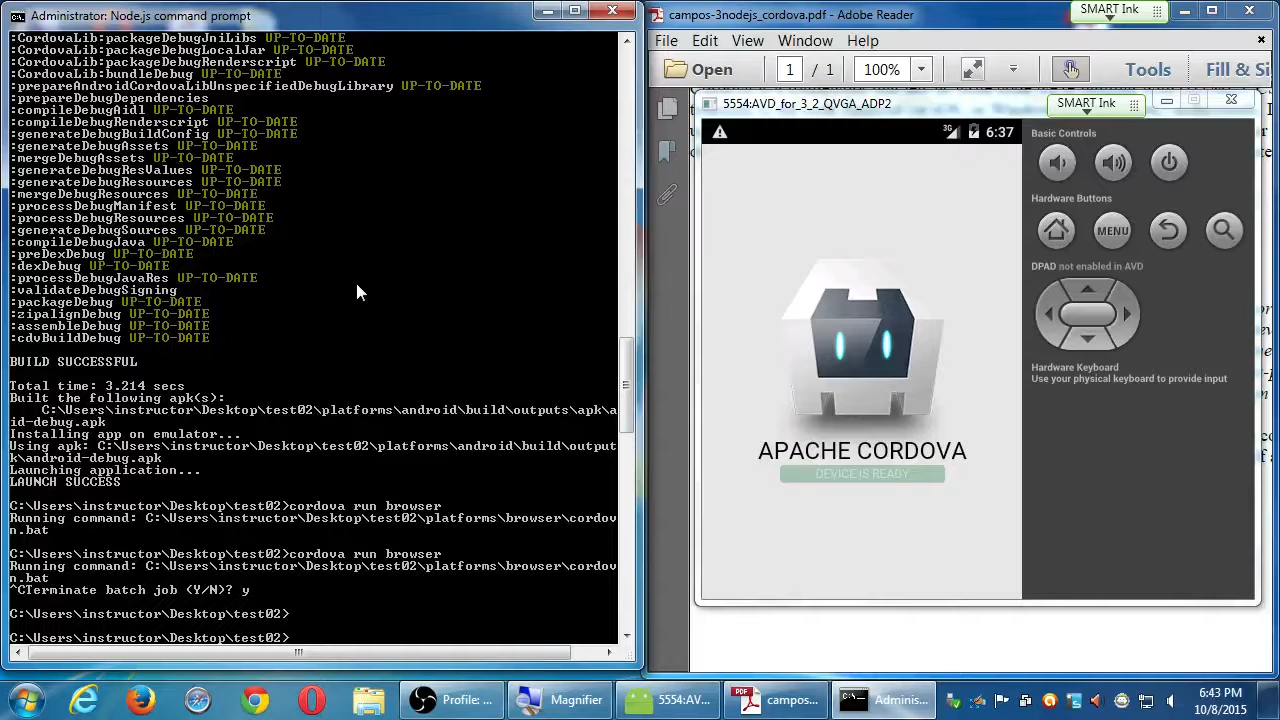 Administrator: Node.js command prompt
:CordovaLib:packageDebugJniLibs UP-TO-DATE
:CordovaLib:packageDebugLocalJar UP-TO-DATE
:CordovaLib:packageDebugRenderscript UP-TO-DATE
:CordovaLib:bundleDebug UP-TO-DATE
:prepareAndroidCordovaLibUnspecifiedDebugLibrary UP-TO-DATE
:prepareDebugDependencies
:compileDebugAidl UP-TO-DATE
:compileDebugRenderscript UP-TO-DATE
:generateDebugBuildConfig UP-TO-DATE
:generateDebugAssets UP-TO-DATE
:mergeDebugAssets UP-TO-DATE
:generateDebugResValues UP-TO-DATE
:generateDebugResources UP-TO-DATE
:mergeDebugResources UP-TO-DATE
:processDebugManifest UP-TO-DATE
:processDebugResources UP-TO-DATE
:generateDebugSources UP-TO-DATE
:compileDebugJava UP-TO-DATE
:preDexDebug UP-TO-DATE
:dexDebug UP-TO-DATE
:processDebugJavaRes UP-TO-DATE
:validateDebugSigning
:packageDebug UP-TO-DATE
:zipalignDebug UP-TO-DATE
:assembleDebug UP-TO-DATE
:cdvBuildDebug UP-TO-DATE
BUILD SUCCESSFUL
Total time: 3.214 secs
Built the following apk(s):
C:\Users\instructor\Desktop\test02\platforms\android\build\outputs\apk\a
id-debug.apk
Installing app on emulator...
Using apk: C:\Users\instructor\Desktop\test02\platforms\android\build\output
k\android-debug.apk
Launching application...
LAUNCH SUCCESS
C:\Users\instructor\Desktop\test02>cordova run browser
Running command: C:\Users\instructor\Desktop\test02\platforms\browser\cordov
n.bat
C:\Users\instructor\Desktop\test02>cordova run browser
Running command: C:\Users\instructor\Desktop\test02\platforms\browser\cordov
n.bat
^CTerminate batch job (Y/N)? y
C:\Users\instructor\Desktop\test02>
C:\Users\instructor\Desktop\test02>
campos-3nodejs_cordova.pdf - Adobe Reader
SMART Ink
File Edit View Window Help
Open 1 / 1 100% Tools Fill & Si
5554:AVD_for_3_2_QVGA_ADP2
SMART Ink
3G 6:37
APACHE CORDOVA
DEVICE IS READY
Basic Controls
Hardware Buttons
MENU
DPAD not enabled in AVD
Hardware Keyboard
Use your physical keyboard to provide input
Profile: ...
Magnifier
5554:AV...
PDF
campos...
C:\.
Adminis...
6:43 PM
10/8/2015